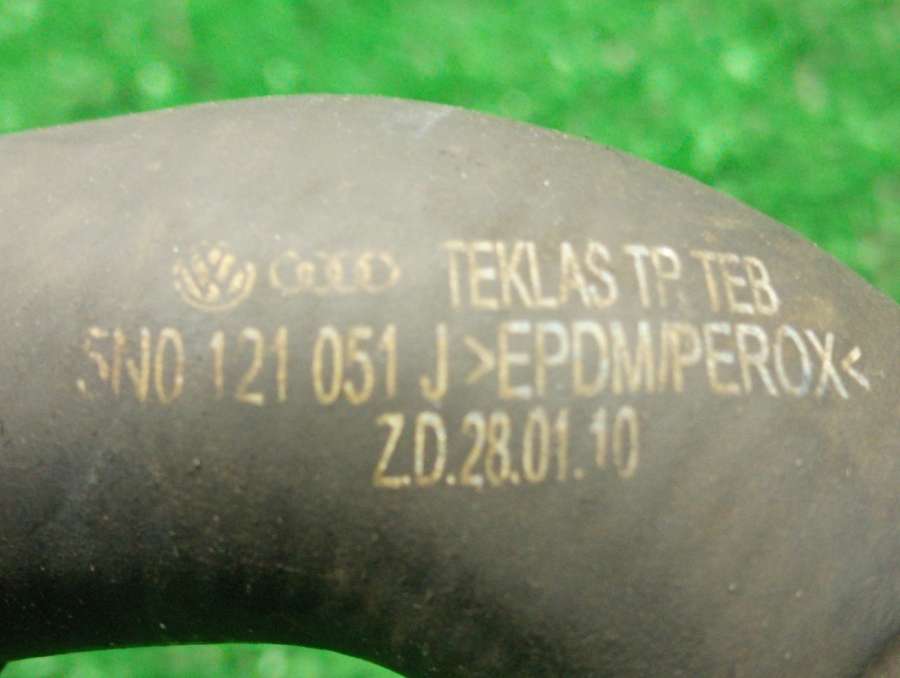 TEKLAS TP. TEB
5N0 121 051 J >EPDM/PEROX<
Z.D.28.01.10